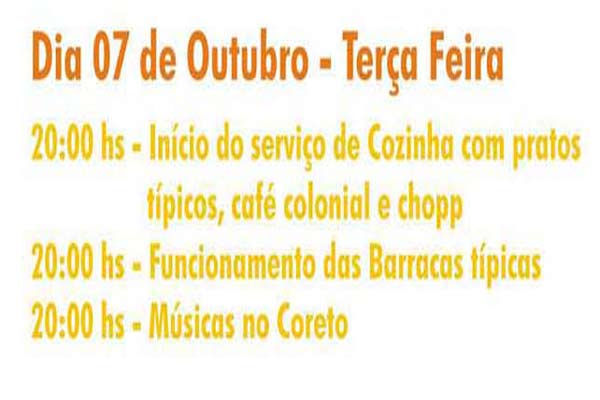 Dia 07 de Outubro - Terça Feira
20:00 hs - Início do serviço de Cozinha com pratos
típicos, café colonial e chopp
20:00 hs - Funcionamento das Barracas típicas
20:00 hs - Músicas no Coreto